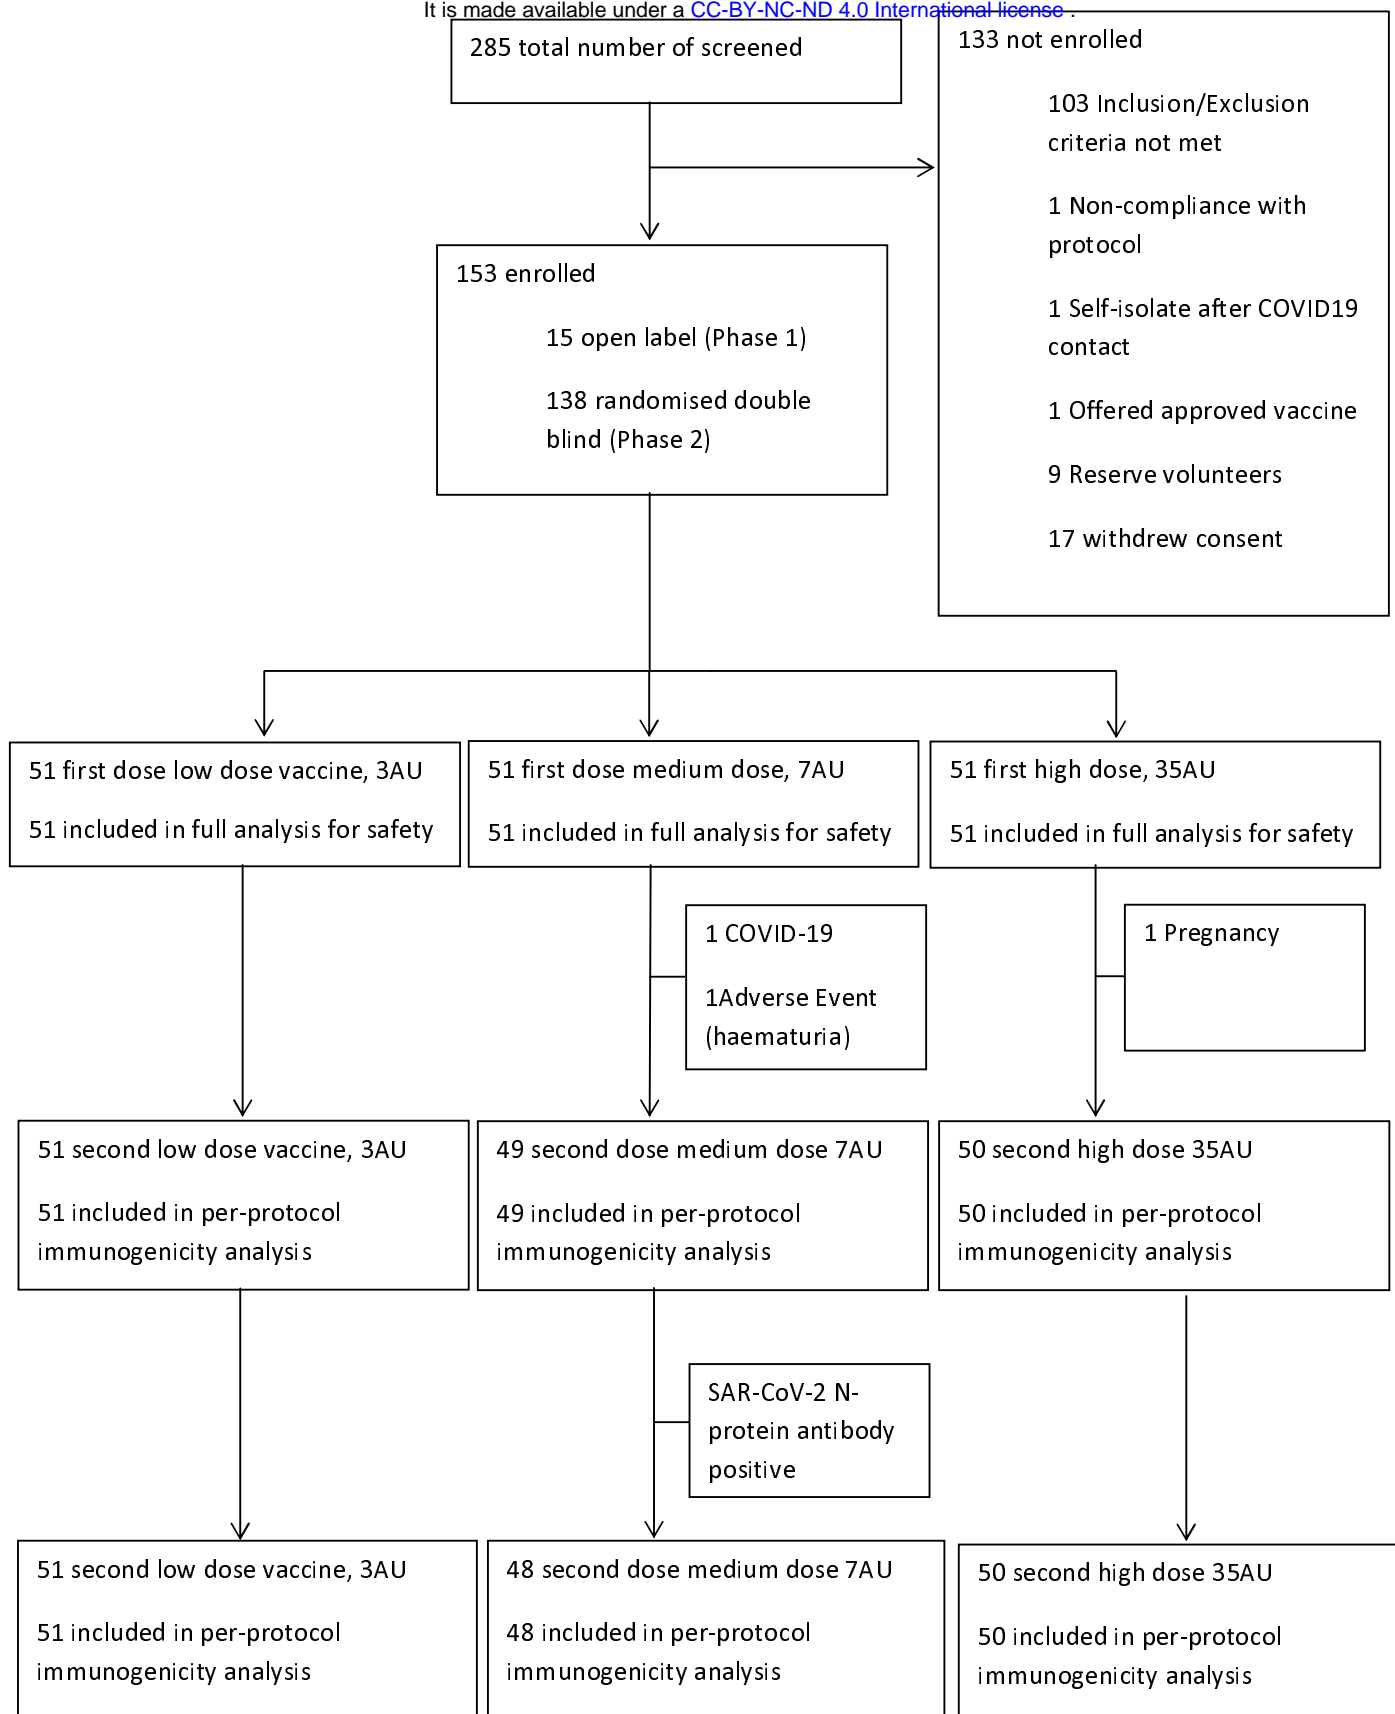 It is made available under a CC-BY-NC-ND 4.0 International license .
285 total number of screened
133 not enrolled
103 Inclusion/Exclusion
criteria not met
1 Non-compliance with
protocol
1 Self-isolate after COVID19
contact
1 Offered approved vaccine
9 Reserve volunteers
17 withdrew consent
153 enrolled
15 open label (Phase 1)
138 randomised double
blind (Phase 2)
51 first dose low dose vaccine, 3AU
51 included in full analysis for safety
51 first dose medium dose, 7AU
51 included in full analysis for safety
51 first high dose, 35AU
51 included in full analysis for safety
1 COVID-19
1Adverse Event
(haematuria)
1 Pregnancy
51 second low dose vaccine, 3AU
51 included in per-protocol
immunogenicity analysis
49 second dose medium dose 7AU
49 included in per-protocol
immunogenicity analysis
50 second high dose 35AU
50 included in per-protocol
immunogenicity analysis
SAR-CoV-2 N-
protein antibody
positive
51 second low dose vaccine, 3AU
51 included in per-protocol
immunogenicity analysis
48 second dose medium dose 7AU
48 included in per-protocol
immunogenicity analysis
50 second high dose 35AU
50 included in per-protocol
immunogenicity analysis